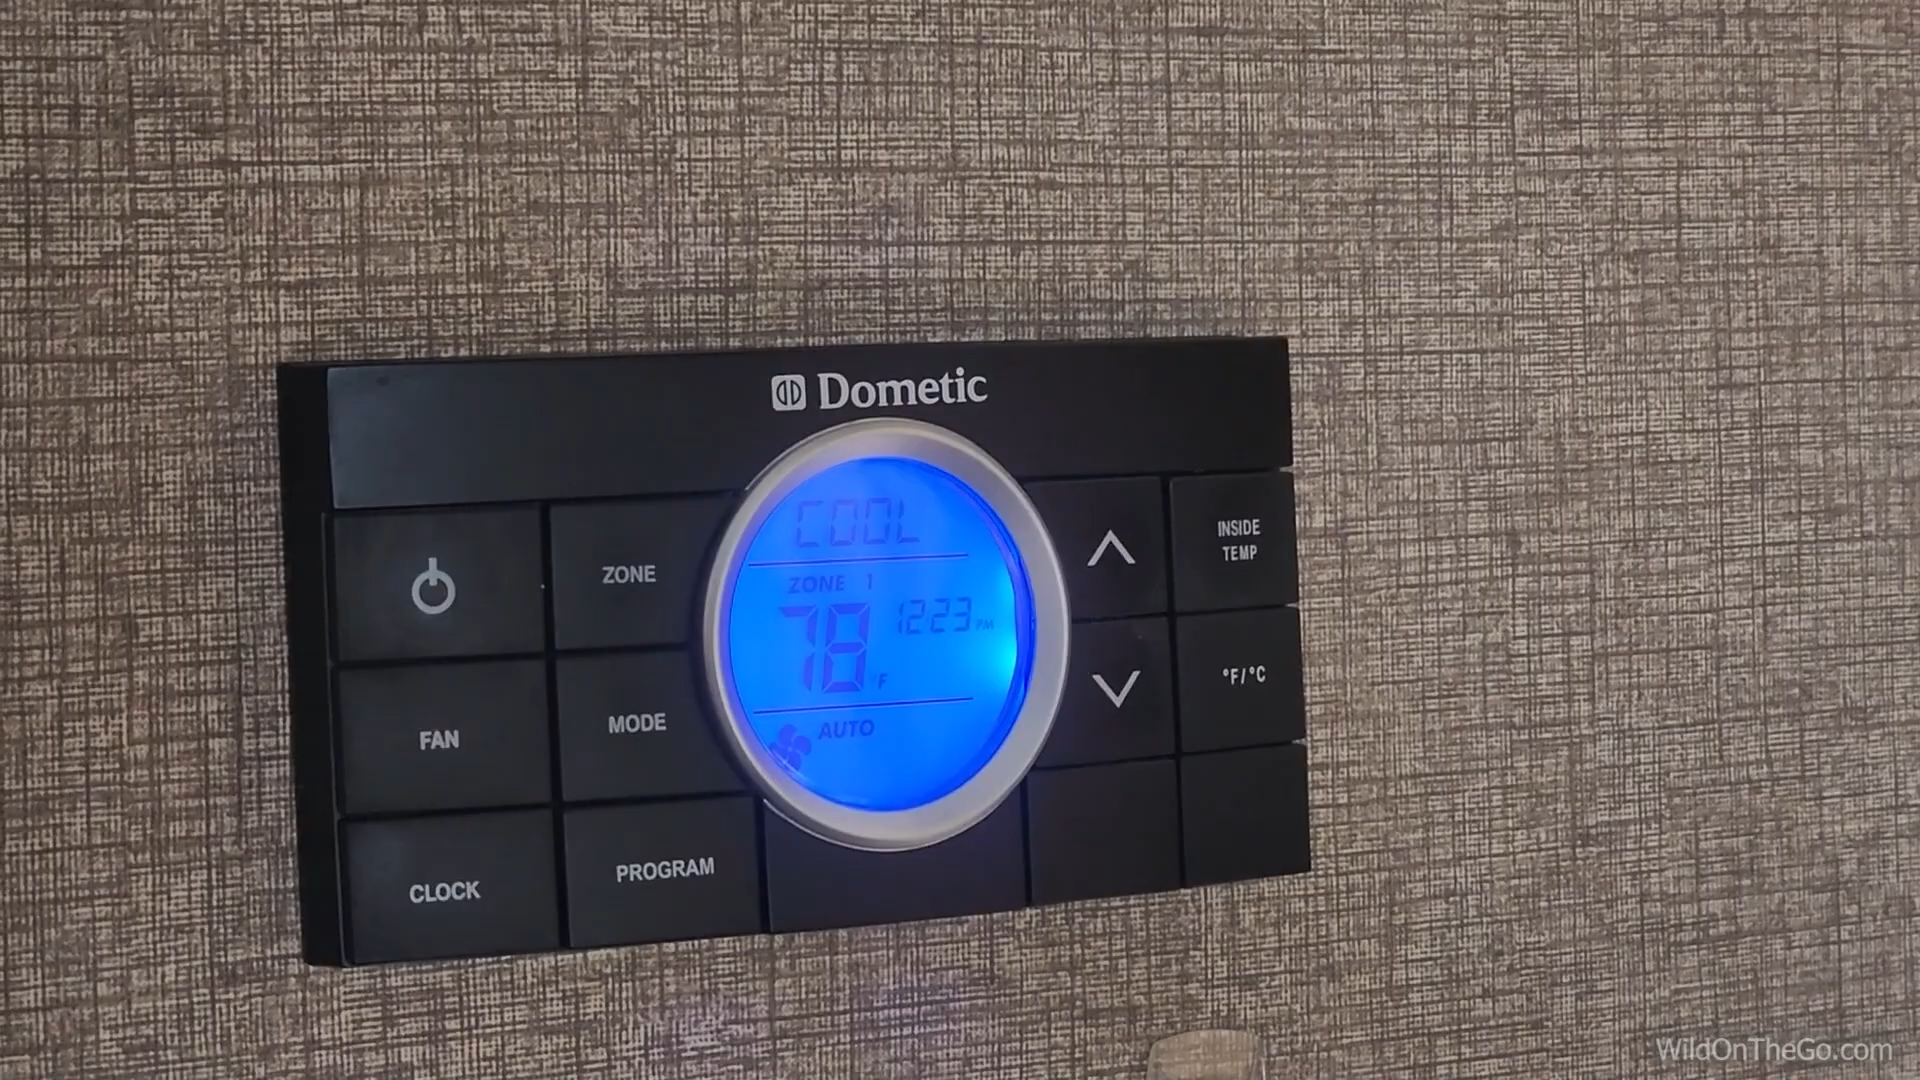 Dometic
COOL
ZONE 1
78 °F
12:23 PM
AUTO
ZONE
FAN
MODE
CLOCK
PROGRAM
INSIDE
TEMP
°F/°C
WildOnTheGo.com